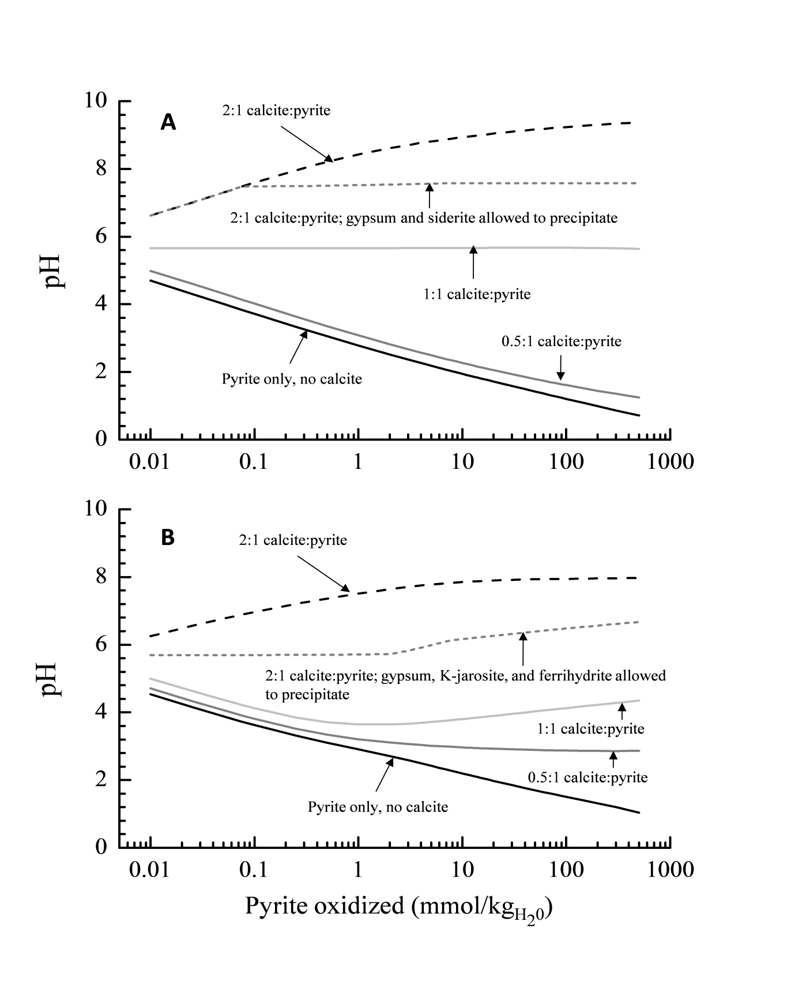 10
A
2:1 calcite:pyrite
8
2:1 calcite:pyrite; gypsum and siderite allowed to precipitate
6
pH
1:1 calcite:pyrite
4
0.5:1 calcite:pyrite
2
Pyrite only, no calcite
0
0.01 0.1 1 10 100 1000
10
B
2:1 calcite:pyrite
8
6
pH
2:1 calcite:pyrite; gypsum, K-jarosite, and ferrihydrite allowed
to precipitate
4
1:1 calcite:pyrite
2
0.5:1 calcite:pyrite
Pyrite only, no calcite
0
0.01 0.1 1 10 100 1000
Pyrite oxidized (mmol/kgH20)